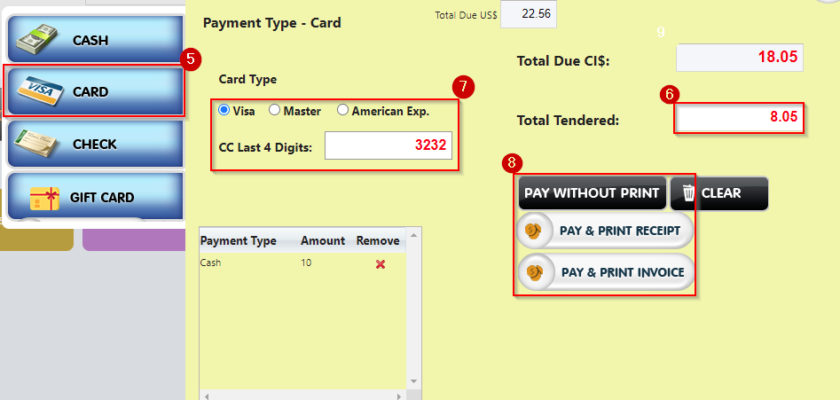 CASH
5
VISA
CARD
CHECK
GIFT CARD
Payment Type - Card
Total Due US$
22.56
Card Type
7
Visa
Master
American Exp.
CC Last 4 Digits:
3232
9
Total Due CI$:
18.05
6
Total Tendered:
8.05
8
PAY WITHOUT PRINT
CLEAR
PAY & PRINT RECEIPT
PAY & PRINT INVOICE
Payment Type Amount Remove
Cash 10